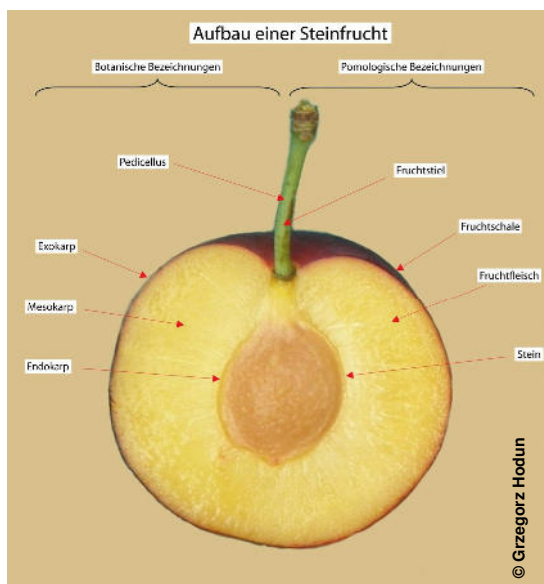 Aufbau einer Steinfrucht
Botanische Bezeichnungen
Pomologische Bezeichnungen
Pedicellus
Fruchtstiel
Exokarp
Fruchtschale
Mesokarp
Fruchtfleisch
Endokarp
Stein
© Grzegorz Hodun